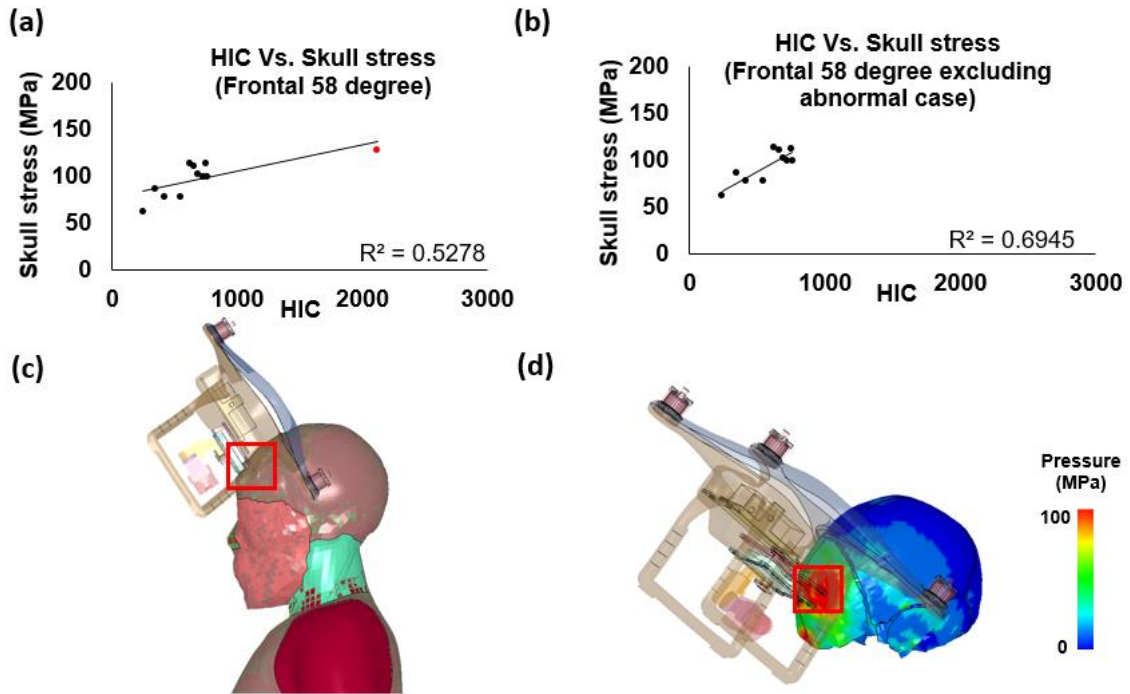 (a)
HIC Vs. Skull stress
(Frontal 58 degree)
Skull stress (MPa)
200
150
100
50
0
R² = 0.5278
0
1000
2000
3000
HIC
(b)
HIC Vs. Skull stress
(Frontal 58 degree excluding
abnormal case)
Skull stress (MPa)
200
150
100
50
0
R² = 0.6945
0
1000
2000
3000
HIC
(c)
(d)
Pressure
(MPa)
100
0